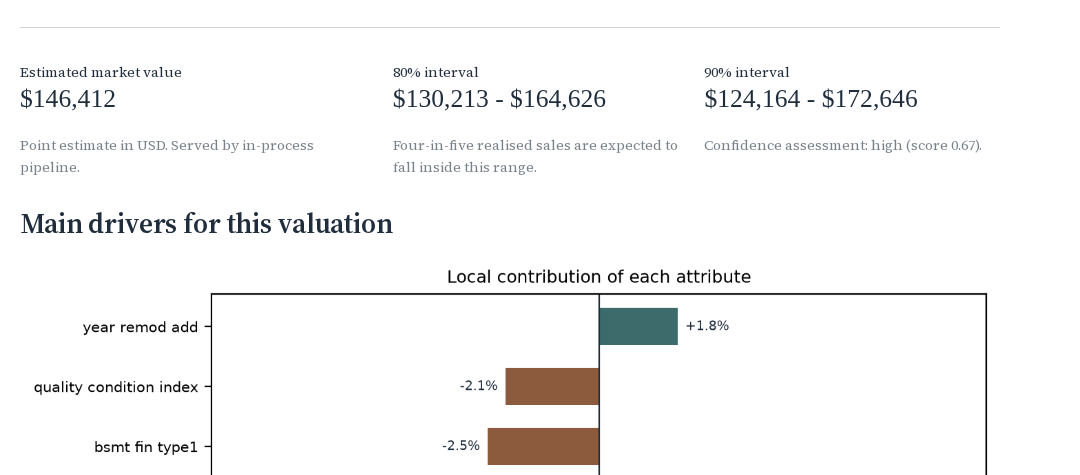 Estimated market value
$146,412
Point estimate in USD. Served by in-process
pipeline.
80% interval
$130,213 - $164,626
Four-in-five realised sales are expected to
fall inside this range.
90% interval
$124,164 - $172,646
Confidence assessment: high (score 0.67).
Main drivers for this valuation
Local contribution of each attribute
year remod add
+1.8%
quality condition index
-2.1%
bsmt fin type1
-2.5%